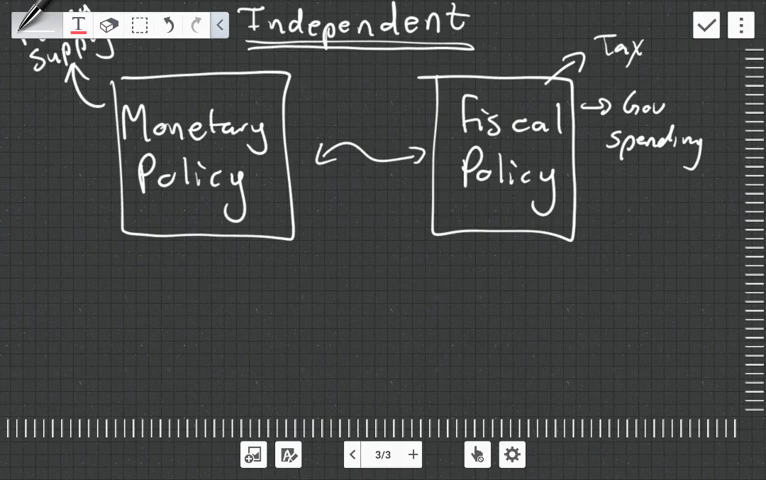 Independent
Supply
Tax
Monetary
Policy
Fiscal
Policy
Gov
spending
T
3/3